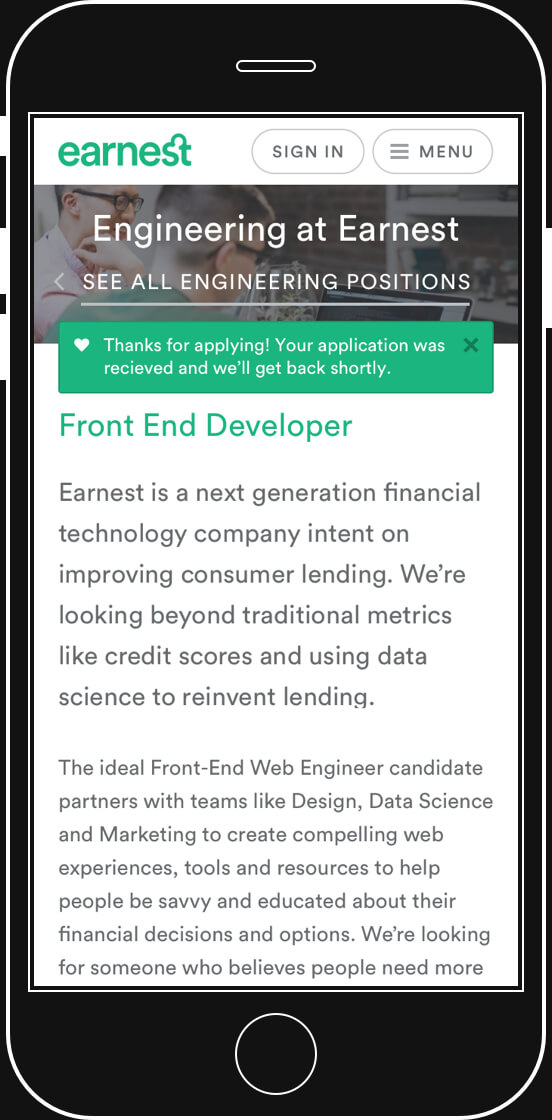 earnest
SIGN IN
MENU
Engineering at Earnest
SEE ALL ENGINEERING POSITIONS
Thanks for applying! Your application was
recieved and we’ll get back shortly.
Front End Developer
Earnest is a next generation financial
technology company intent on
improving consumer lending. We’re
looking beyond traditional metrics
like credit scores and using data
science to reinvent lending.
The ideal Front-End Web Engineer candidate
partners with teams like Design, Data Science
and Marketing to create compelling web
experiences, tools and resources to help
people be savvy and educated about their
financial decisions and options. We’re looking
for someone who believes people need more